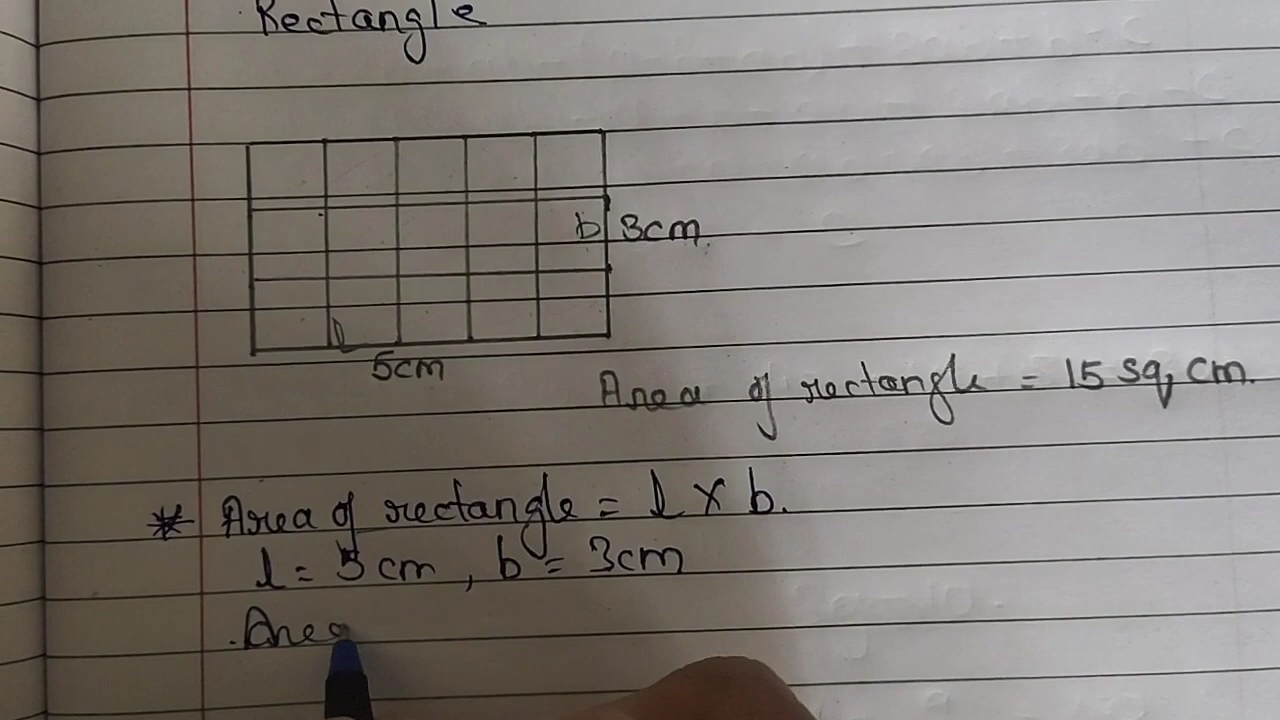 Rectangle
b 3cm.
l
5cm
Area of rectangle = 15 sq, cm.
* Area of rectangle = l × b.
l = 5 cm, b = 3cm
.Area